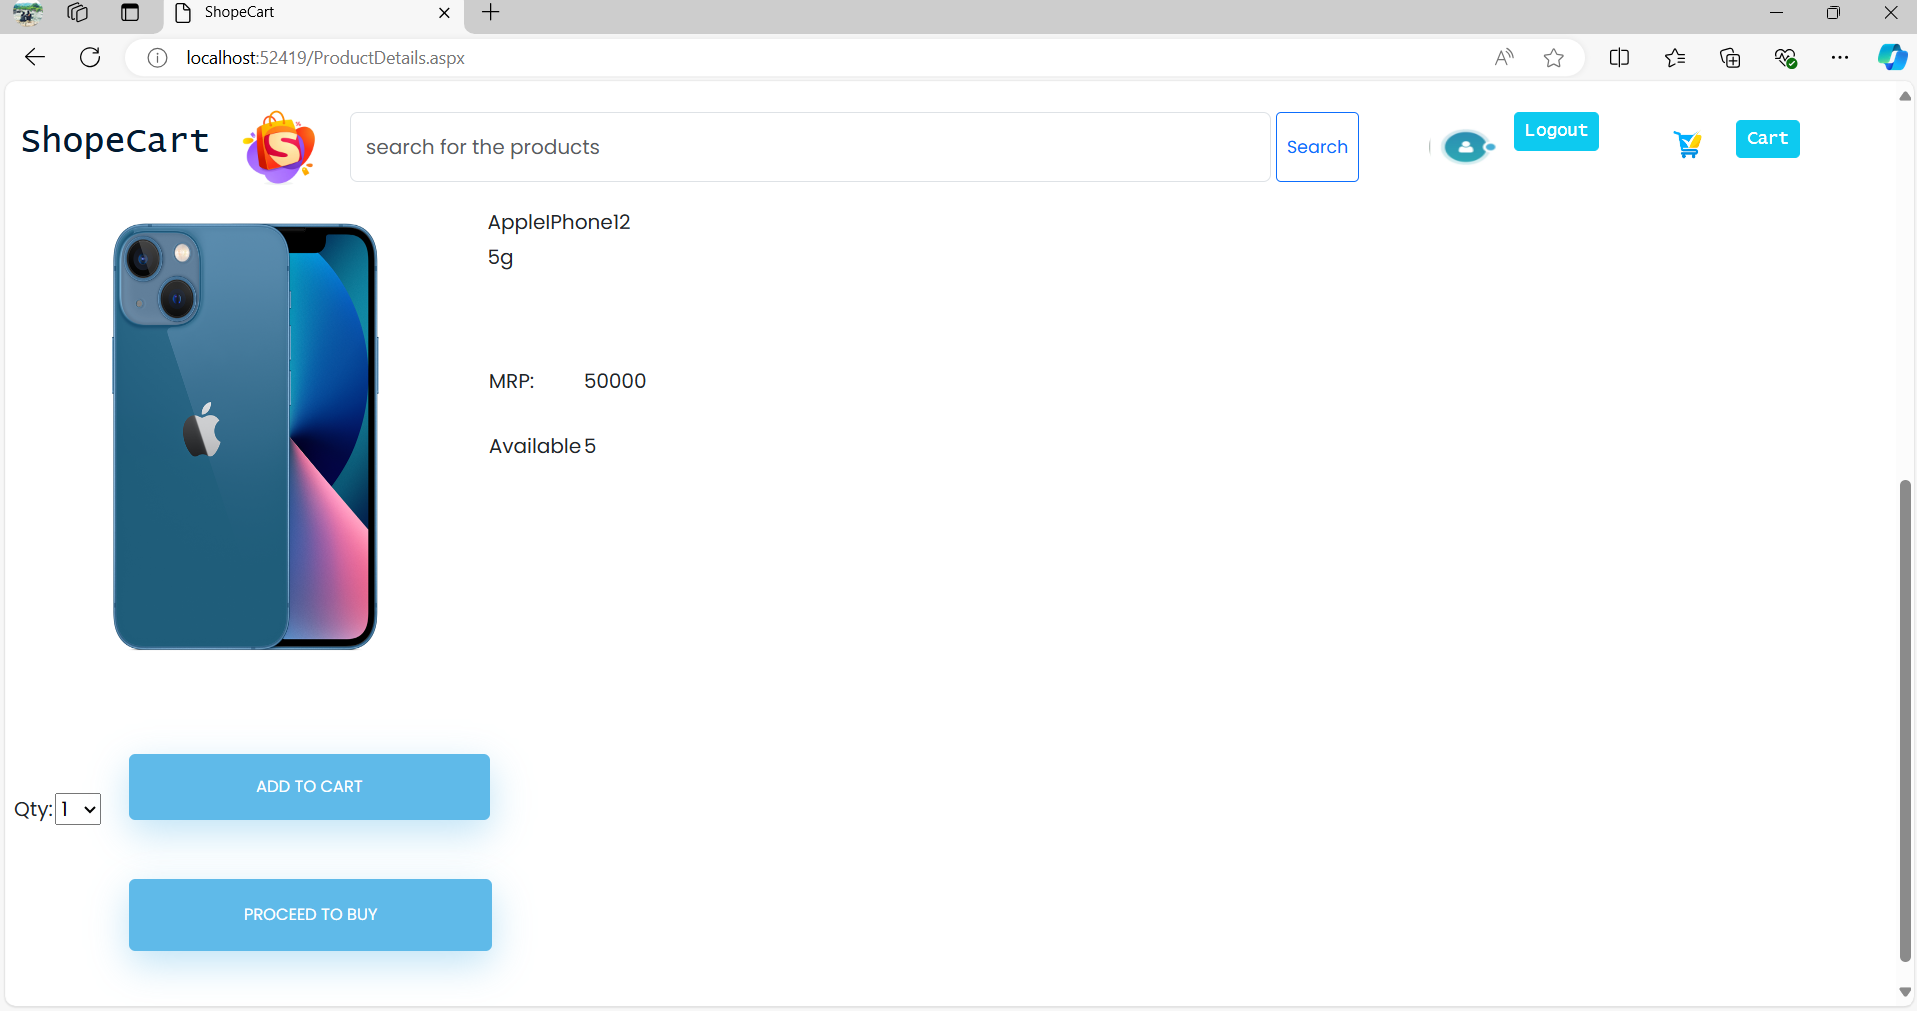 ShopeCart
localhost:52419/ProductDetails.aspx
ShopeCart
S
search for the products
Search
Logout
Cart
AppleIPhone12
5g
MRP: 50000
Available 5
Qty: 1
ADD TO CART
PROCEED TO BUY